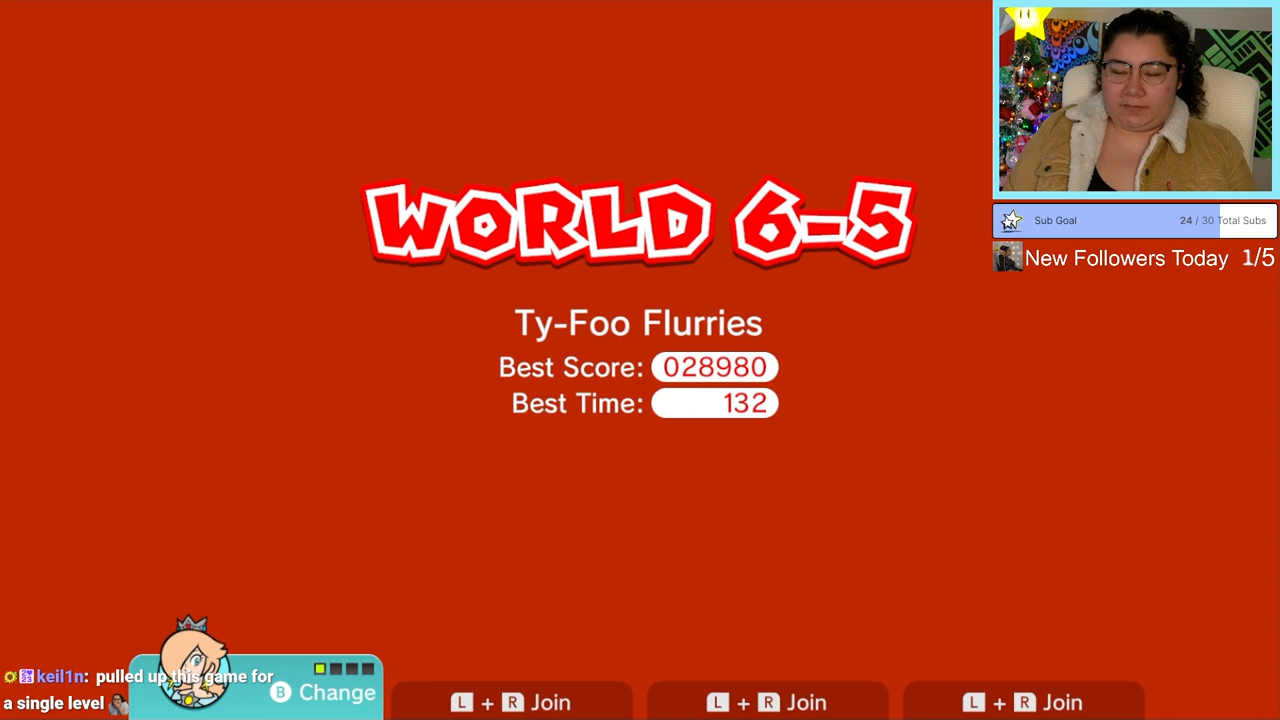 WORLD 6-5
Ty-Foo Flurries
Best Score: 028980
Best Time: 132
Sub Goal 24 / 30 Total Subs
New Followers Today 1/5
keil1n: pulled up this game for
a single level
B Change
L + R Join
L + R Join
L + R Join